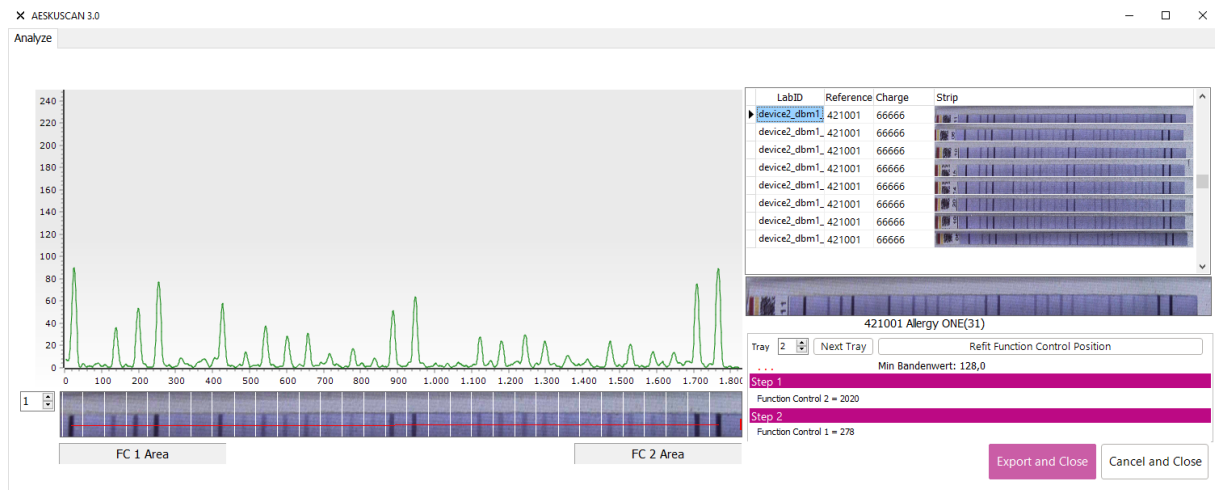 AESKUSCAN 3.0
Analyze
240
220
200
180
160
140
120
100
80
60
40
20
0
0 100 200 300 400 500 600 700 800 900 1.000 1.100 1.200 1.300 1.400 1.500 1.600 1.700 1.800
1
FC 1 Area FC 2 Area
LabID Reference Charge Strip
device2_dbm1_ 421001 66666
device2_dbm1_ 421001 66666
device2_dbm1_ 421001 66666
device2_dbm1_ 421001 66666
device2_dbm1_ 421001 66666
device2_dbm1_ 421001 66666
device2_dbm1_ 421001 66666
device2_dbm1_ 421001 66666
421001 Allergy ONE(31)
Tray 2 Next Tray Refit Function Control Position
. . . Min Bandenwert: 128,0
Step 1
Function Control 2 = 2020
Step 2
Function Control 1 = 278
Export and Close Cancel and Close